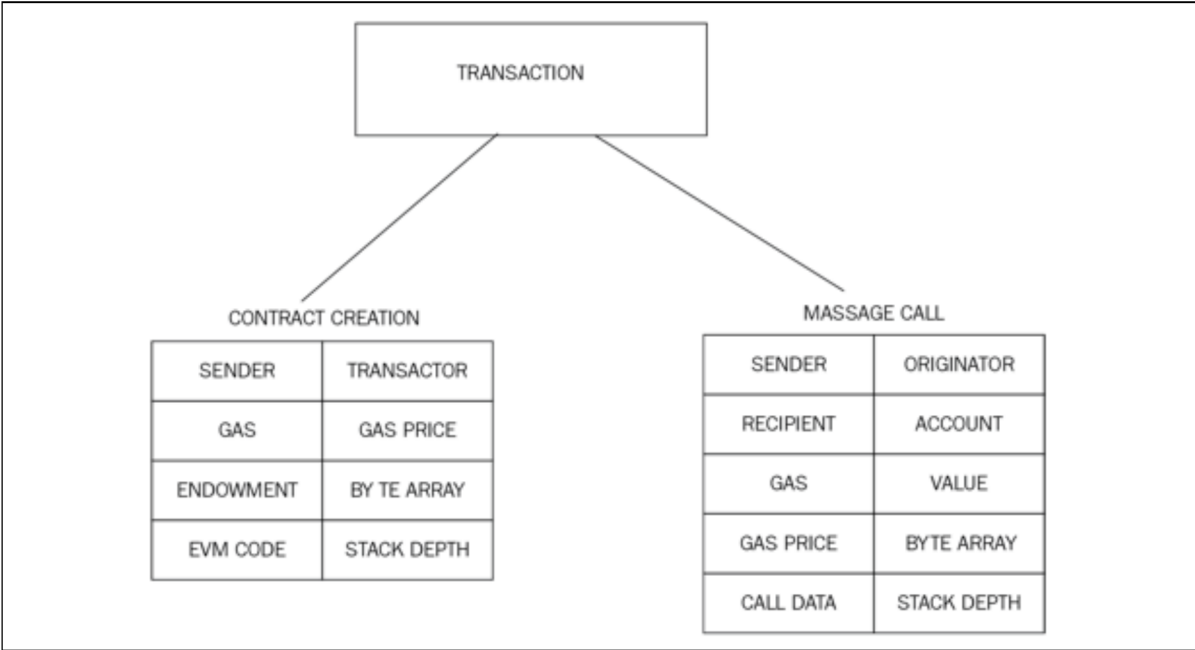 TRANSACTION
CONTRACT CREATION
SENDER TRANSACTOR
GAS GAS PRICE
ENDOWMENT BY TE ARRAY
EVM CODE STACK DEPTH
MASSAGE CALL
SENDER ORIGINATOR
RECIPIENT ACCOUNT
GAS VALUE
GAS PRICE BYTE ARRAY
CALL DATA STACK DEPTH